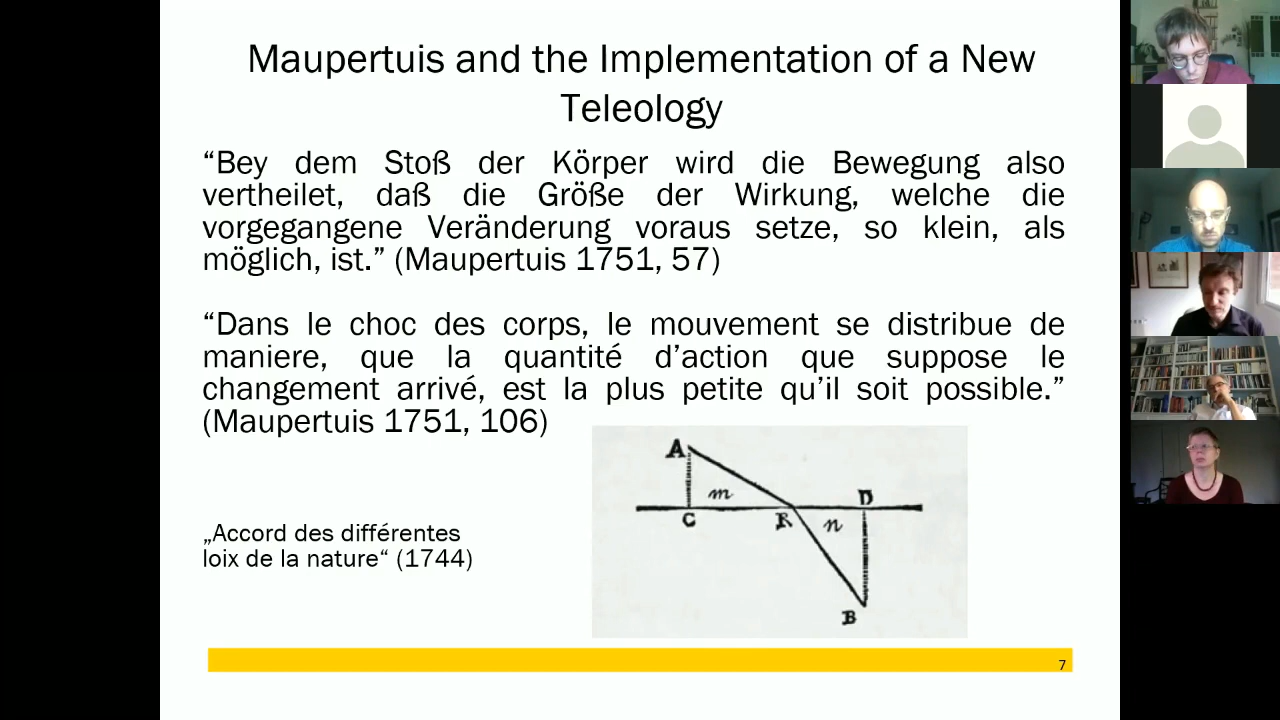 Maupertuis and the Implementation of a New
Teleology
“Bey dem Stoß der Körper wird die Bewegung also
vertheilet, daß die Größe der Wirkung, welche die
vorgegangene Veränderung voraus setze, so klein, als
möglich, ist.” (Maupertuis 1751, 57)
“Dans le choc des corps, le mouvement se distribue de
maniere, que la quantité d’action que suppose le
changement arrivé, est la plus petite qu’il soit possible.”
(Maupertuis 1751, 106)
„Accord des différentes
loix de la nature“ (1744)
A
m
D
C
R
n
B
7